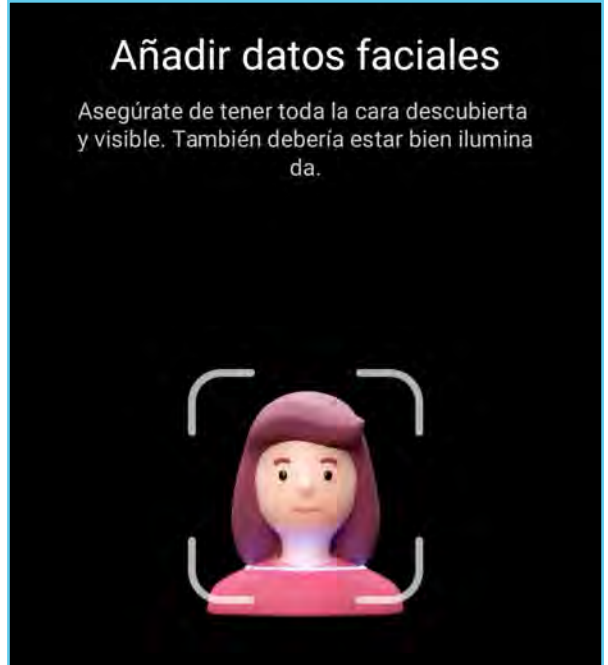 Añadir datos faciales
Asegúrate de tener toda la cara descubierta
y visible. También debería estar bien ilumina
da.